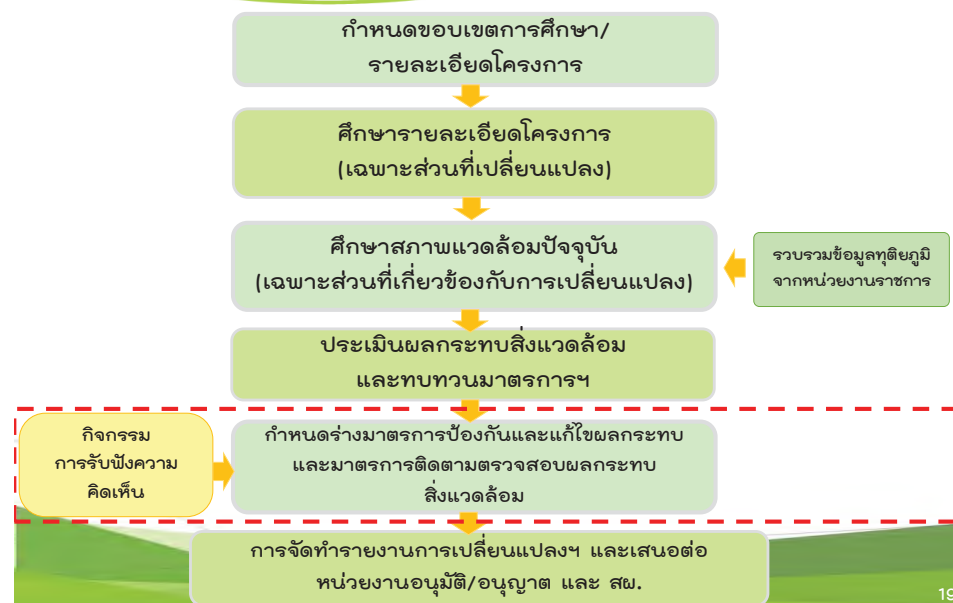 กำหนดขอบเขตการศึกษา/
รายละเอียดโครงการ
ศึกษารายละเอียดโครงการ
(เฉพาะส่วนที่เปลี่ยนแปลง)
ศึกษาสภาพแวดล้อมปัจจุบัน
(เฉพาะส่วนที่เกี่ยวข้องกับการเปลี่ยนแปลง)
รวบรวมข้อมูลทุติยภูมิ
จากหน่วยงานราชการ
ประเมินผลกระทบสิ่งแวดล้อม
และทบทวนมาตรการฯ
กิจกรรม
การรับฟังความ
คิดเห็น
กำหนดร่างมาตรการป้องกันและแก้ไขผลกระทบ
และมาตรการติดตามตรวจสอบผลกระทบ
สิ่งแวดล้อม
การจัดทำรายงานการเปลี่ยนแปลงฯ และเสนอต่อ
หน่วยงานอนุมัติ/อนุญาต และ สผ.
19